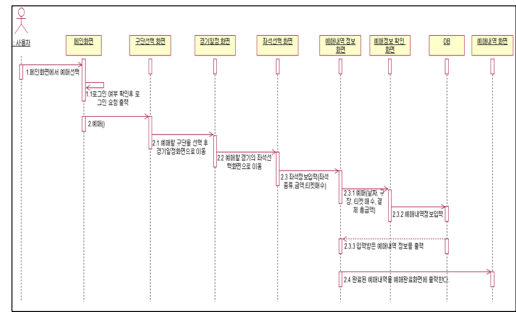 : 사용자
메인화면
구단선택 화면
경기일정 화면
좌석선택 화면
예매내역 정보
화면
예매정보 확인
화면
DB
예매내역 화면
1.메인화면에서 예매선택
1.1로그인 여부 확인후 로
그인 요청 출력
2.예매()
2.1 예매할 구단을 선택 후
경기일정화면으로 이동
2.2 예매할 경기의 좌석선
택화면으로 이동
2.3 좌석정보입력(좌석
종류,금액,티켓매수)
2.3.1 예매(날짜, 구
장, 티켓 매수, 결
제 총금액)
2.3.2 예매내역정보입력
2.3.3 입력받은 예매내역 정보를 출력
2.4 완료된 예매내역을 예매완료화면에 출력한다.